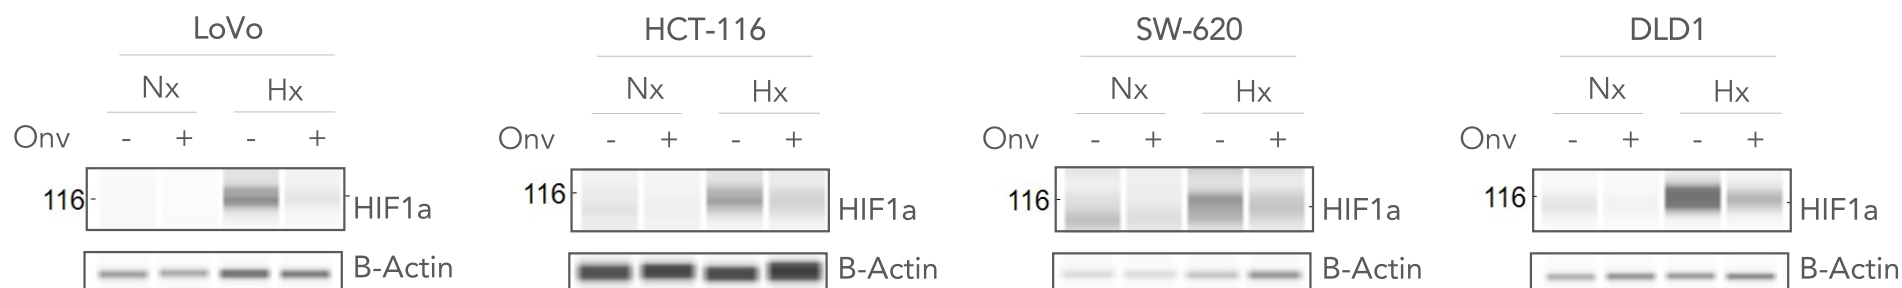 LoVo HCT-116 SW-620 DLD1
Nx Hx Nx Hx Nx Hx Nx Hx
Onv - + - + Onv - + - + Onv - + - + Onv - + - +
116 HIF1a 116 HIF1a 116 HIF1a 116 HIF1a
B-Actin B-Actin B-Actin B-Actin